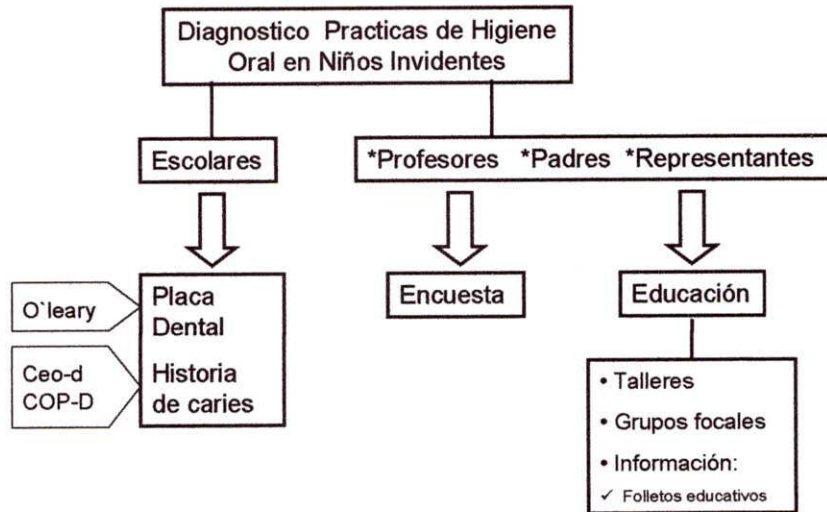 Diagnostico Practicas de Higiene
Oral en Niños Invidentes
Escolares
*Profesores *Padres *Representantes
O`leary
Placa
Dental
Ceo-d
COP-D
Historia
de caries
Encuesta
Educación
• Talleres
• Grupos focales
• Información:
✓ Folletos educativos